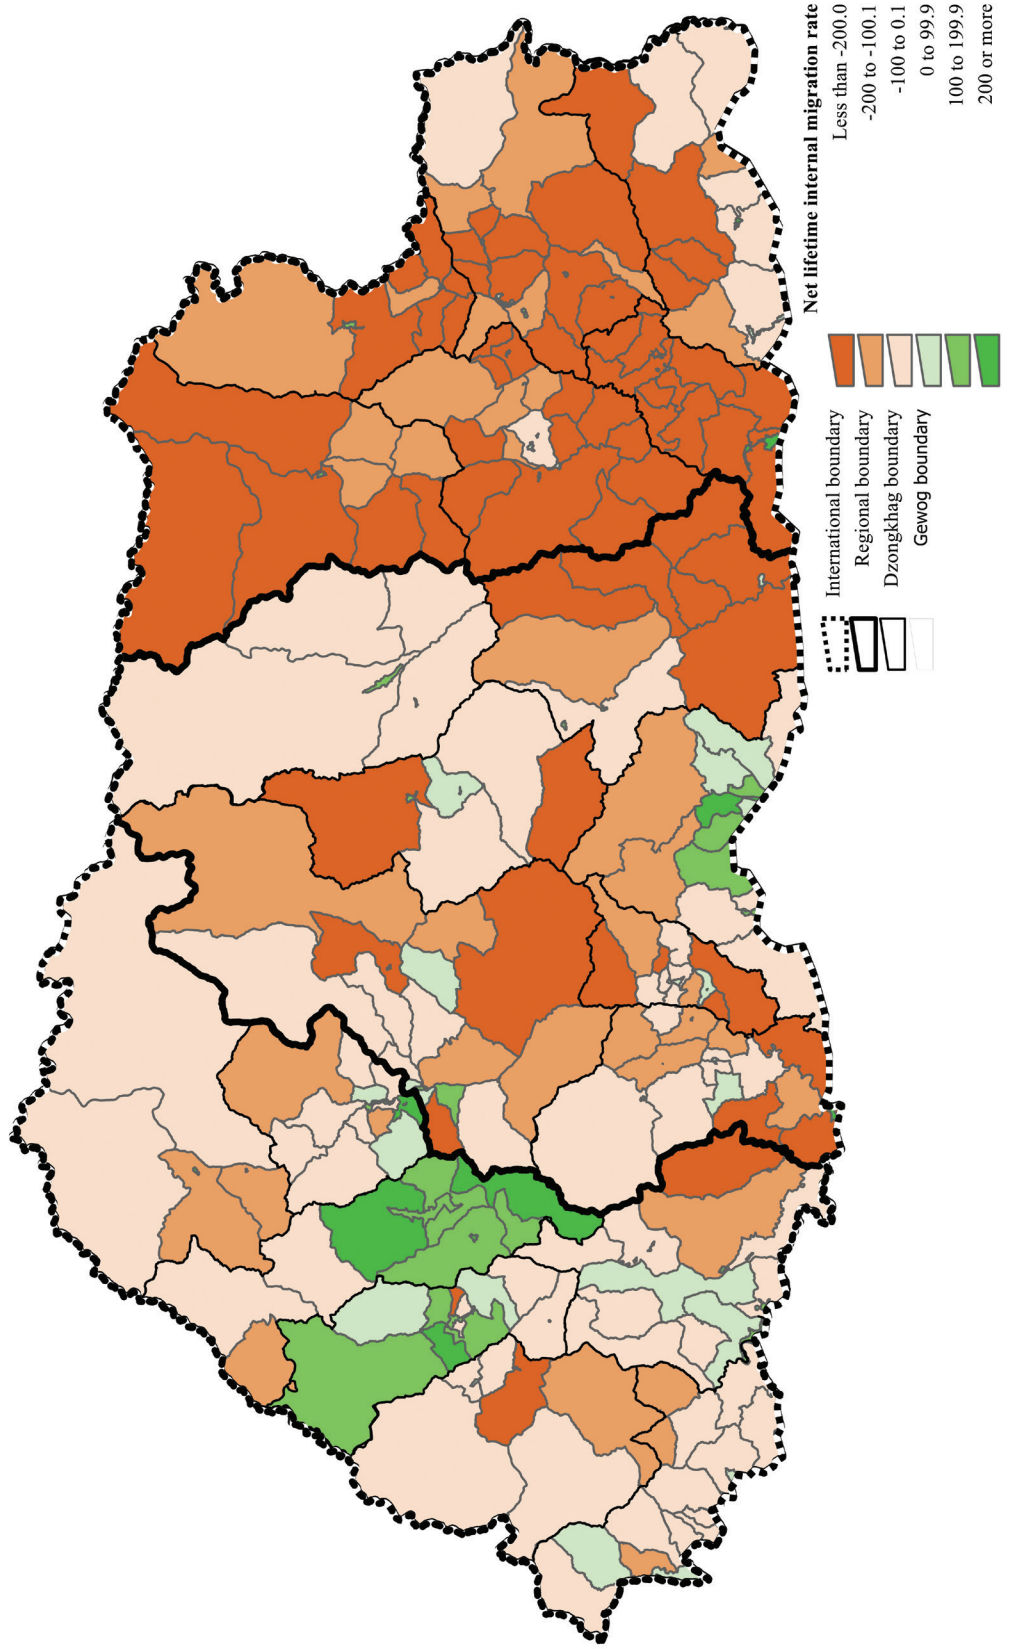 Net lifetime internal migration rate
Less than -200.0
-200 to -100.1
-100 to 0.1
0 to 99.9
100 to 199.9
200 or more
International boundary
Regional boundary
Dzongkhag boundary
Gewog boundary